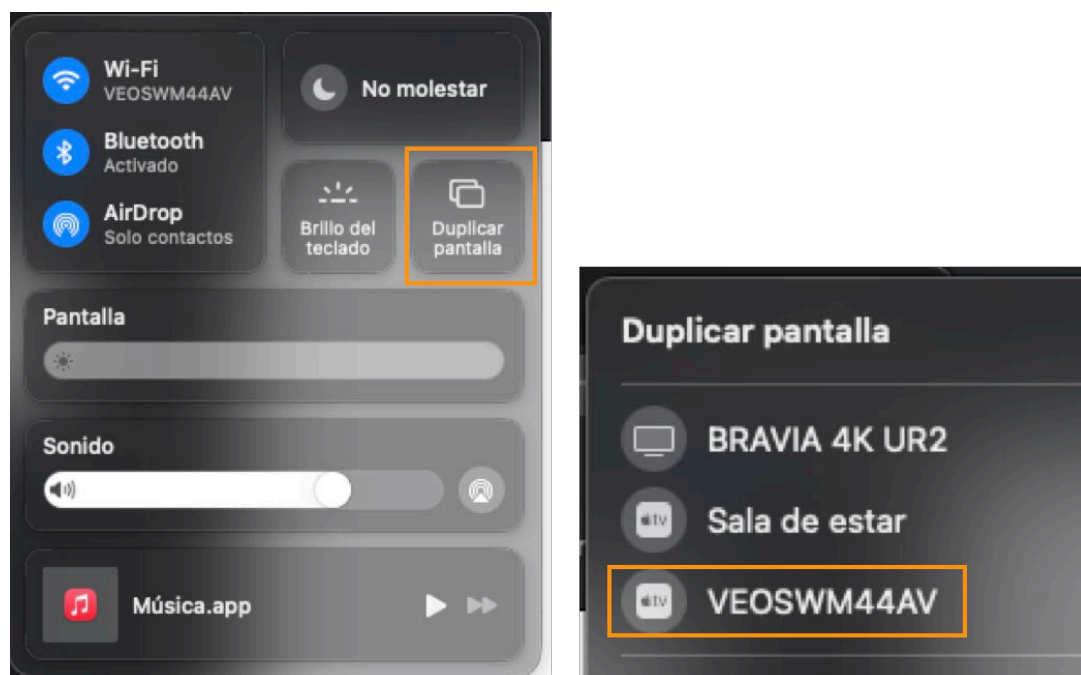 Wi-Fi
VEOSWM44AV
Bluetooth
Activado
AirDrop
Solo contactos
No molestar
Brillo del
teclado
Duplicar
pantalla
Pantalla
Sonido
Música.app
Duplicar pantalla
BRAVIA 4K UR2
tv
Sala de estar
tv
VEOSWM44AV